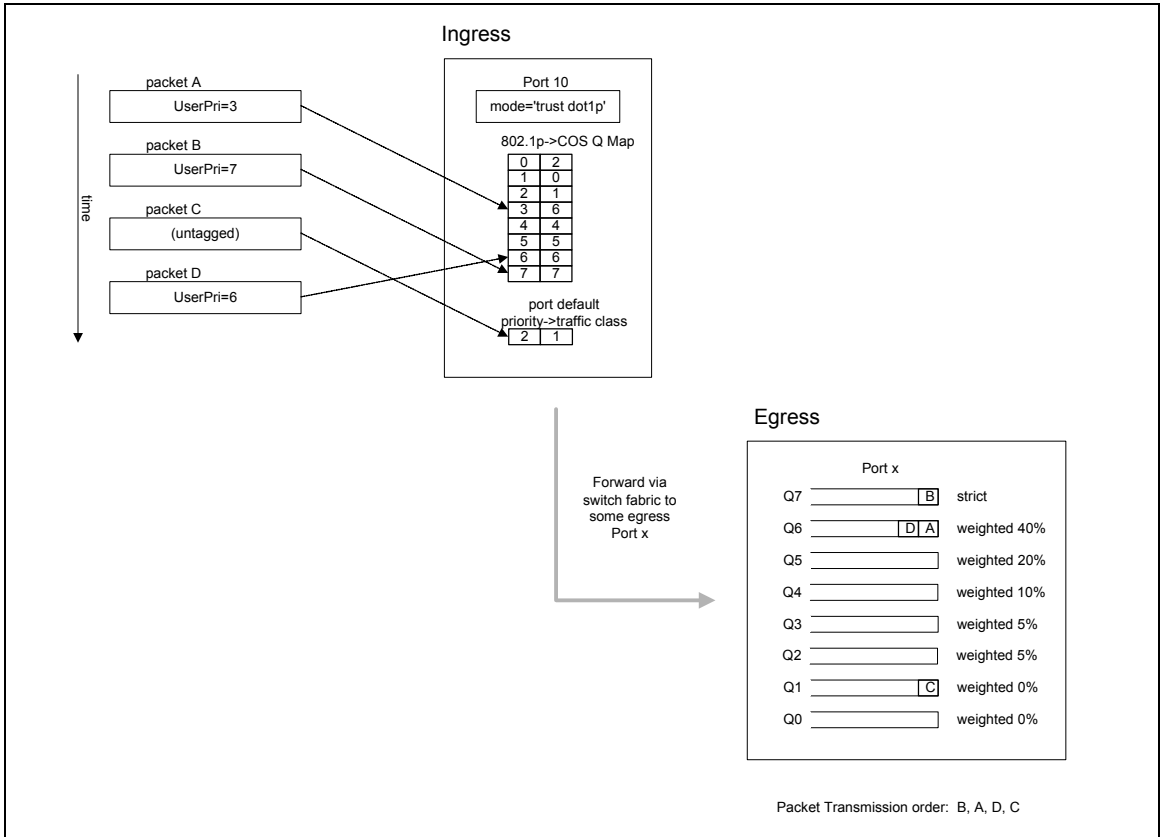 Ingress
packet A
UserPri=3
packet B
UserPri=7
packet C
(untagged)
packet D
UserPri=6
time
Port 10
mode='trust dot1p'
802.1p->COS Q Map
0 2
1 0
2 1
3 6
4 4
5 5
6 6
7 7
port default
priority->traffic class
2 1
Forward via
switch fabric to
some egress
Port x
Egress
Port x
Q7 B strict
Q6 D A weighted 40%
Q5 weighted 20%
Q4 weighted 10%
Q3 weighted 5%
Q2 weighted 5%
Q1 C weighted 0%
Q0 weighted 0%
Packet Transmission order: B, A, D, C